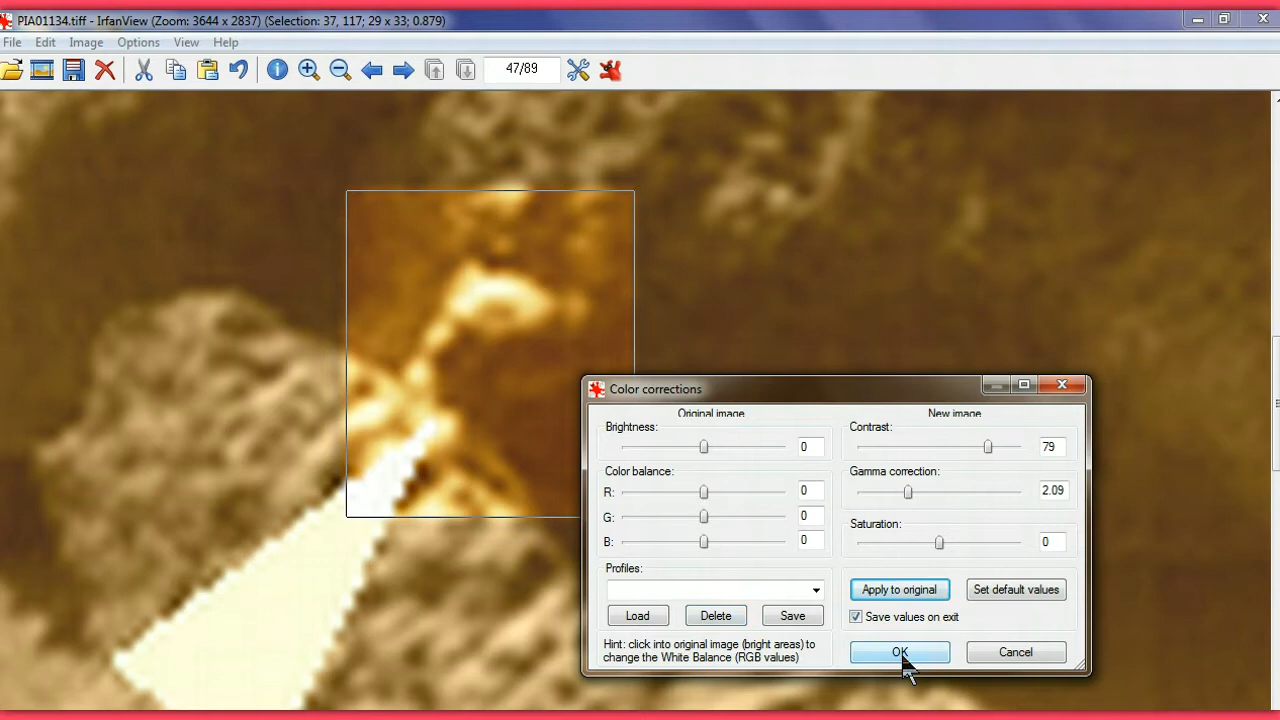 PIA01134.tiff - IrfanView (Zoom: 3644 x 2837) (Selection: 37, 117; 29 x 33; 0.879)
File Edit Image Options View Help
47/89
Color corrections
Original image New image
Brightness: 0 Contrast: 79
Color balance: Gamma correction:
R: 0 2.09
G: 0 Saturation:
B: 0 0
Profiles:
Apply to original Set default values
Load Delete Save Save values on exit
Hint: click into original image (bright areas) to
change the White Balance (RGB values)
OK Cancel